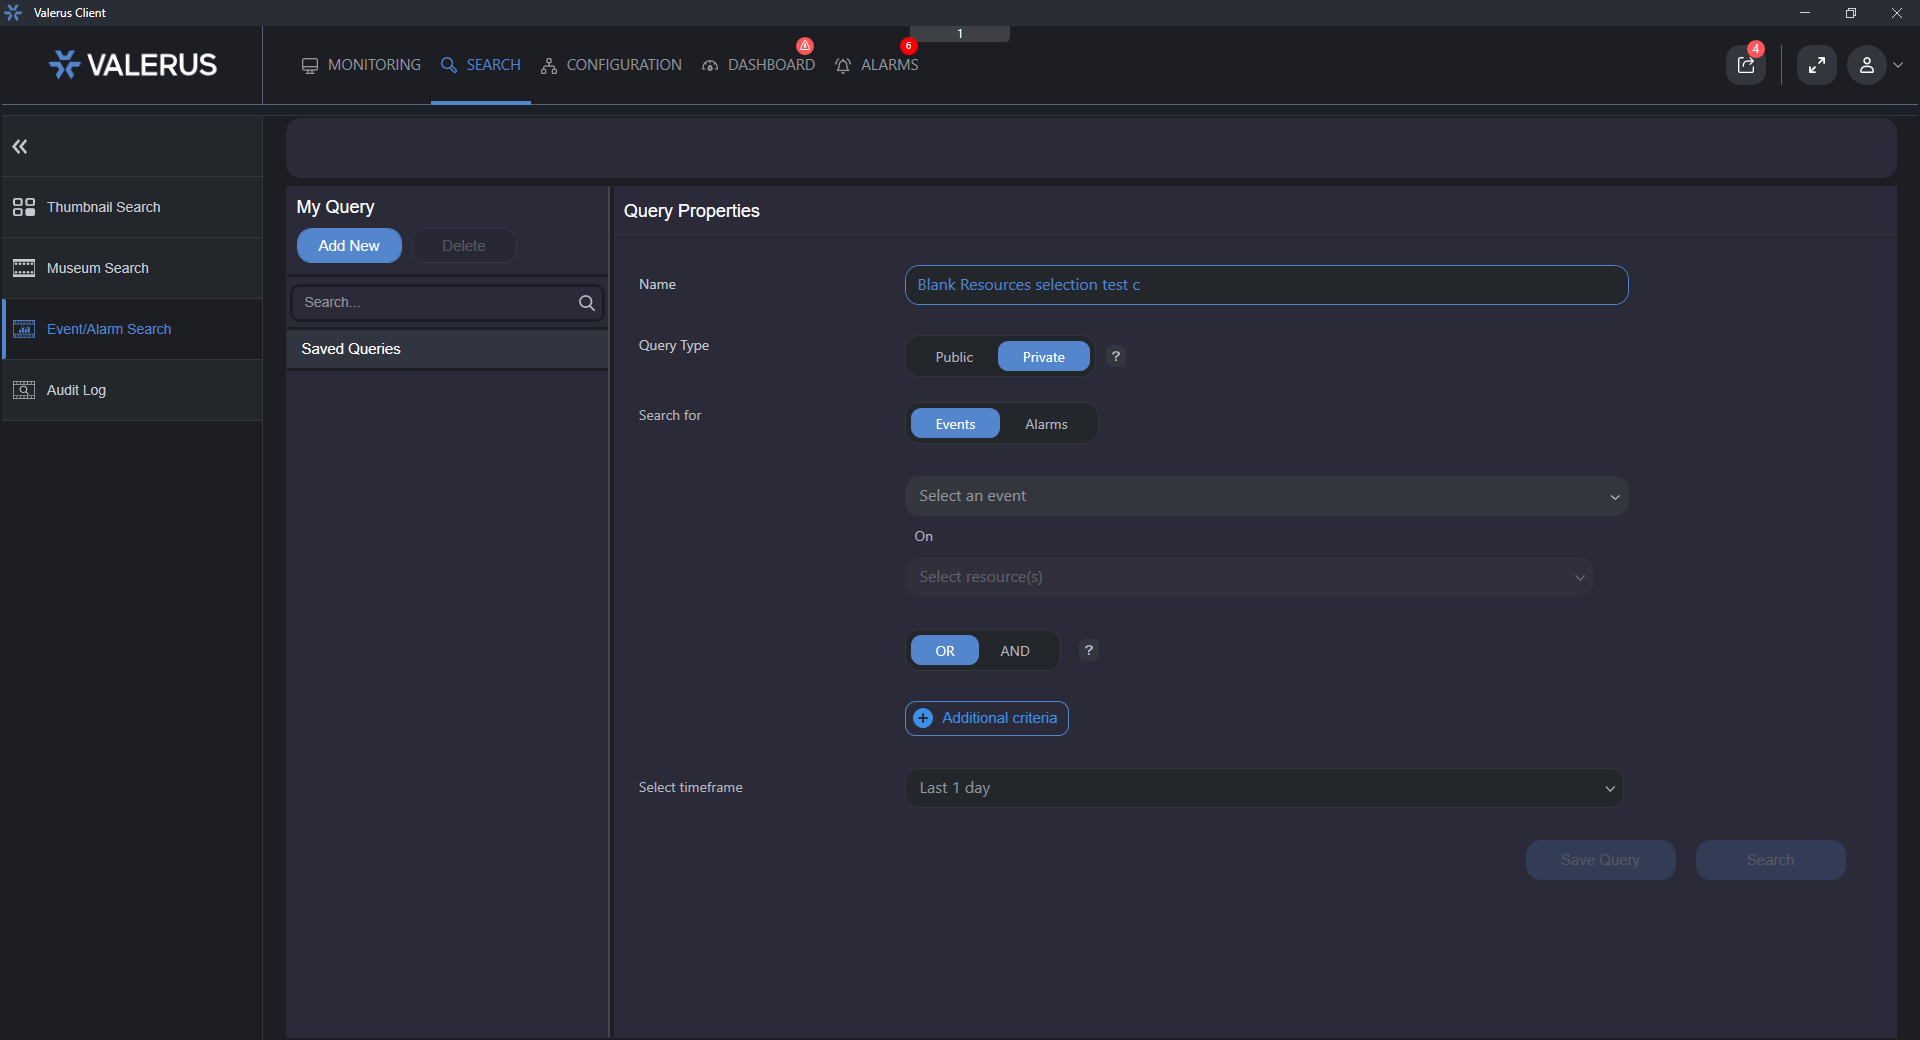 Valerus Client
1
VALERUS
MONITORING
SEARCH
CONFIGURATION
DASHBOARD
6
ALARMS
4
Thumbnail Search
Museum Search
Event/Alarm Search
Audit Log
My Query
Add New
Delete
Search...
Saved Queries
Query Properties
Name
Blank Resources selection test c
Query Type
Public
Private
?
Search for
Events
Alarms
Select an event
On
Select resource(s)
OR
AND
?
+ Additional criteria
Select timeframe
Last 1 day
Save Query
Search